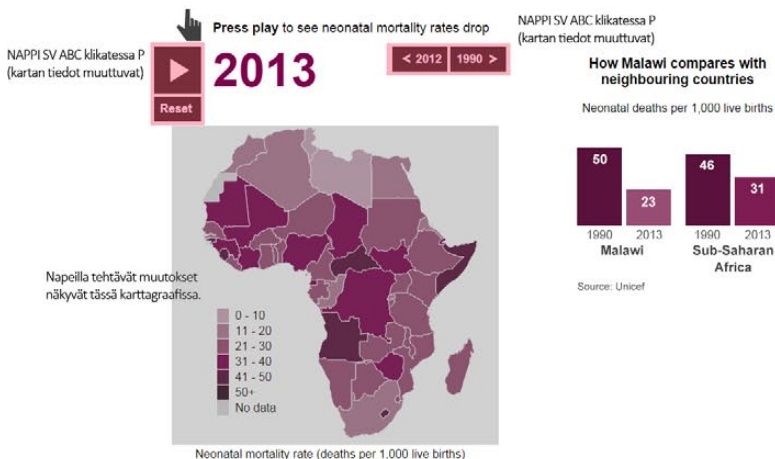 Press play to see neonatal mortality rates drop
NAPPI SV ABC klikatessa P
(kartan tiedot muuttuvat)
2013
Reset
< 2012
1990 >
NAPPI SV ABC klikatessa P
(kartan tiedot muuttuvat)
How Malawi compares with
neighbouring countries
Neonatal deaths per 1,000 live births
50
23
46
31
1990
2013
1990
2013
Malawi
Sub-Saharan
Africa
Source: Unicef
Napeilla tehtävät muutokset
näkyvät tässä karttagraafissa.
0 - 10
11 - 20
21 - 30
31 - 40
41 - 50
50+
No data
Neonatal mortality rate (deaths per 1,000 live births)